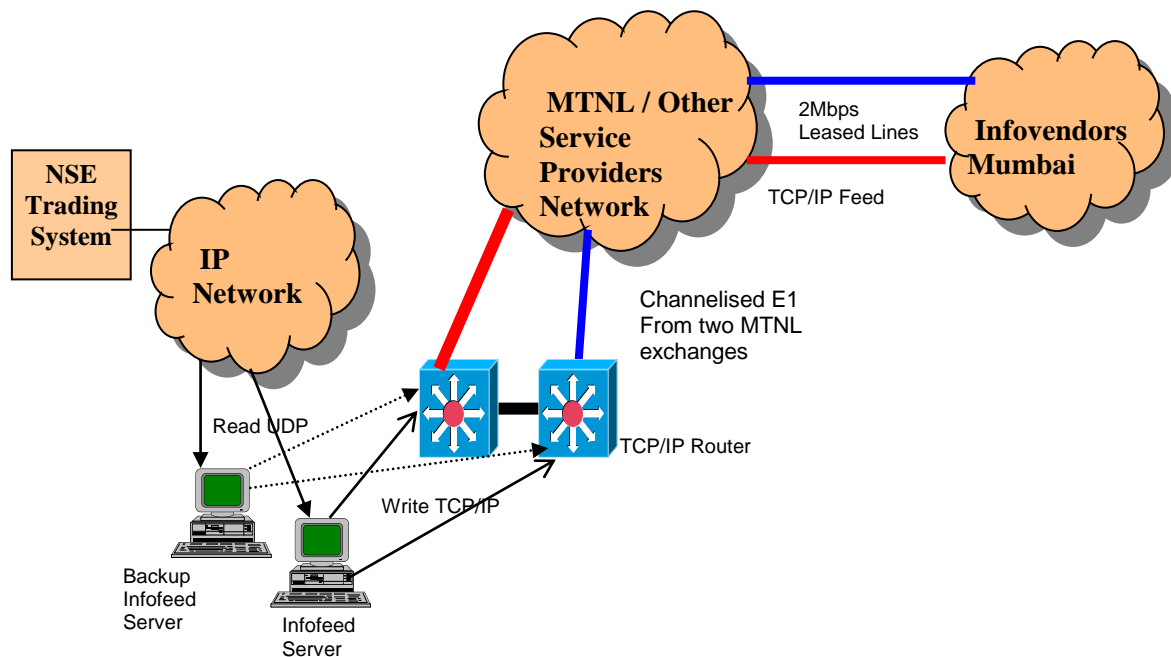 NSE
Trading
System
IP
Network
MTNL / Other
Service
Providers
Network
2Mbps
Leased Lines
TCP/IP Feed
Infovendors
Mumbai
Channelised E1
From two MTNL
exchanges
Read UDP
TCP/IP Router
Write TCP/IP
Backup
Infofeed
Server
Infofeed
Server